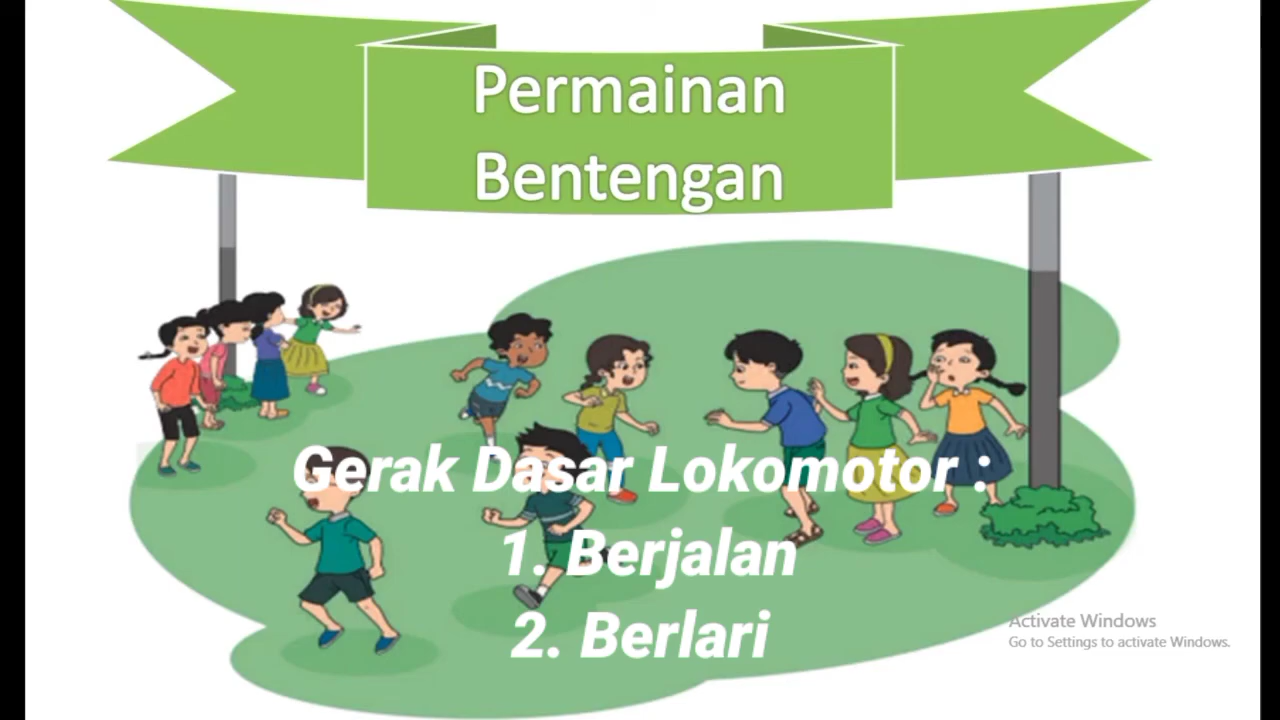 Permainan
Bentengan
Gerak Dasar Lokomotor :
1. Berjalan
2. Berlari
Activate Windows
Go to Settings to activate Windows.